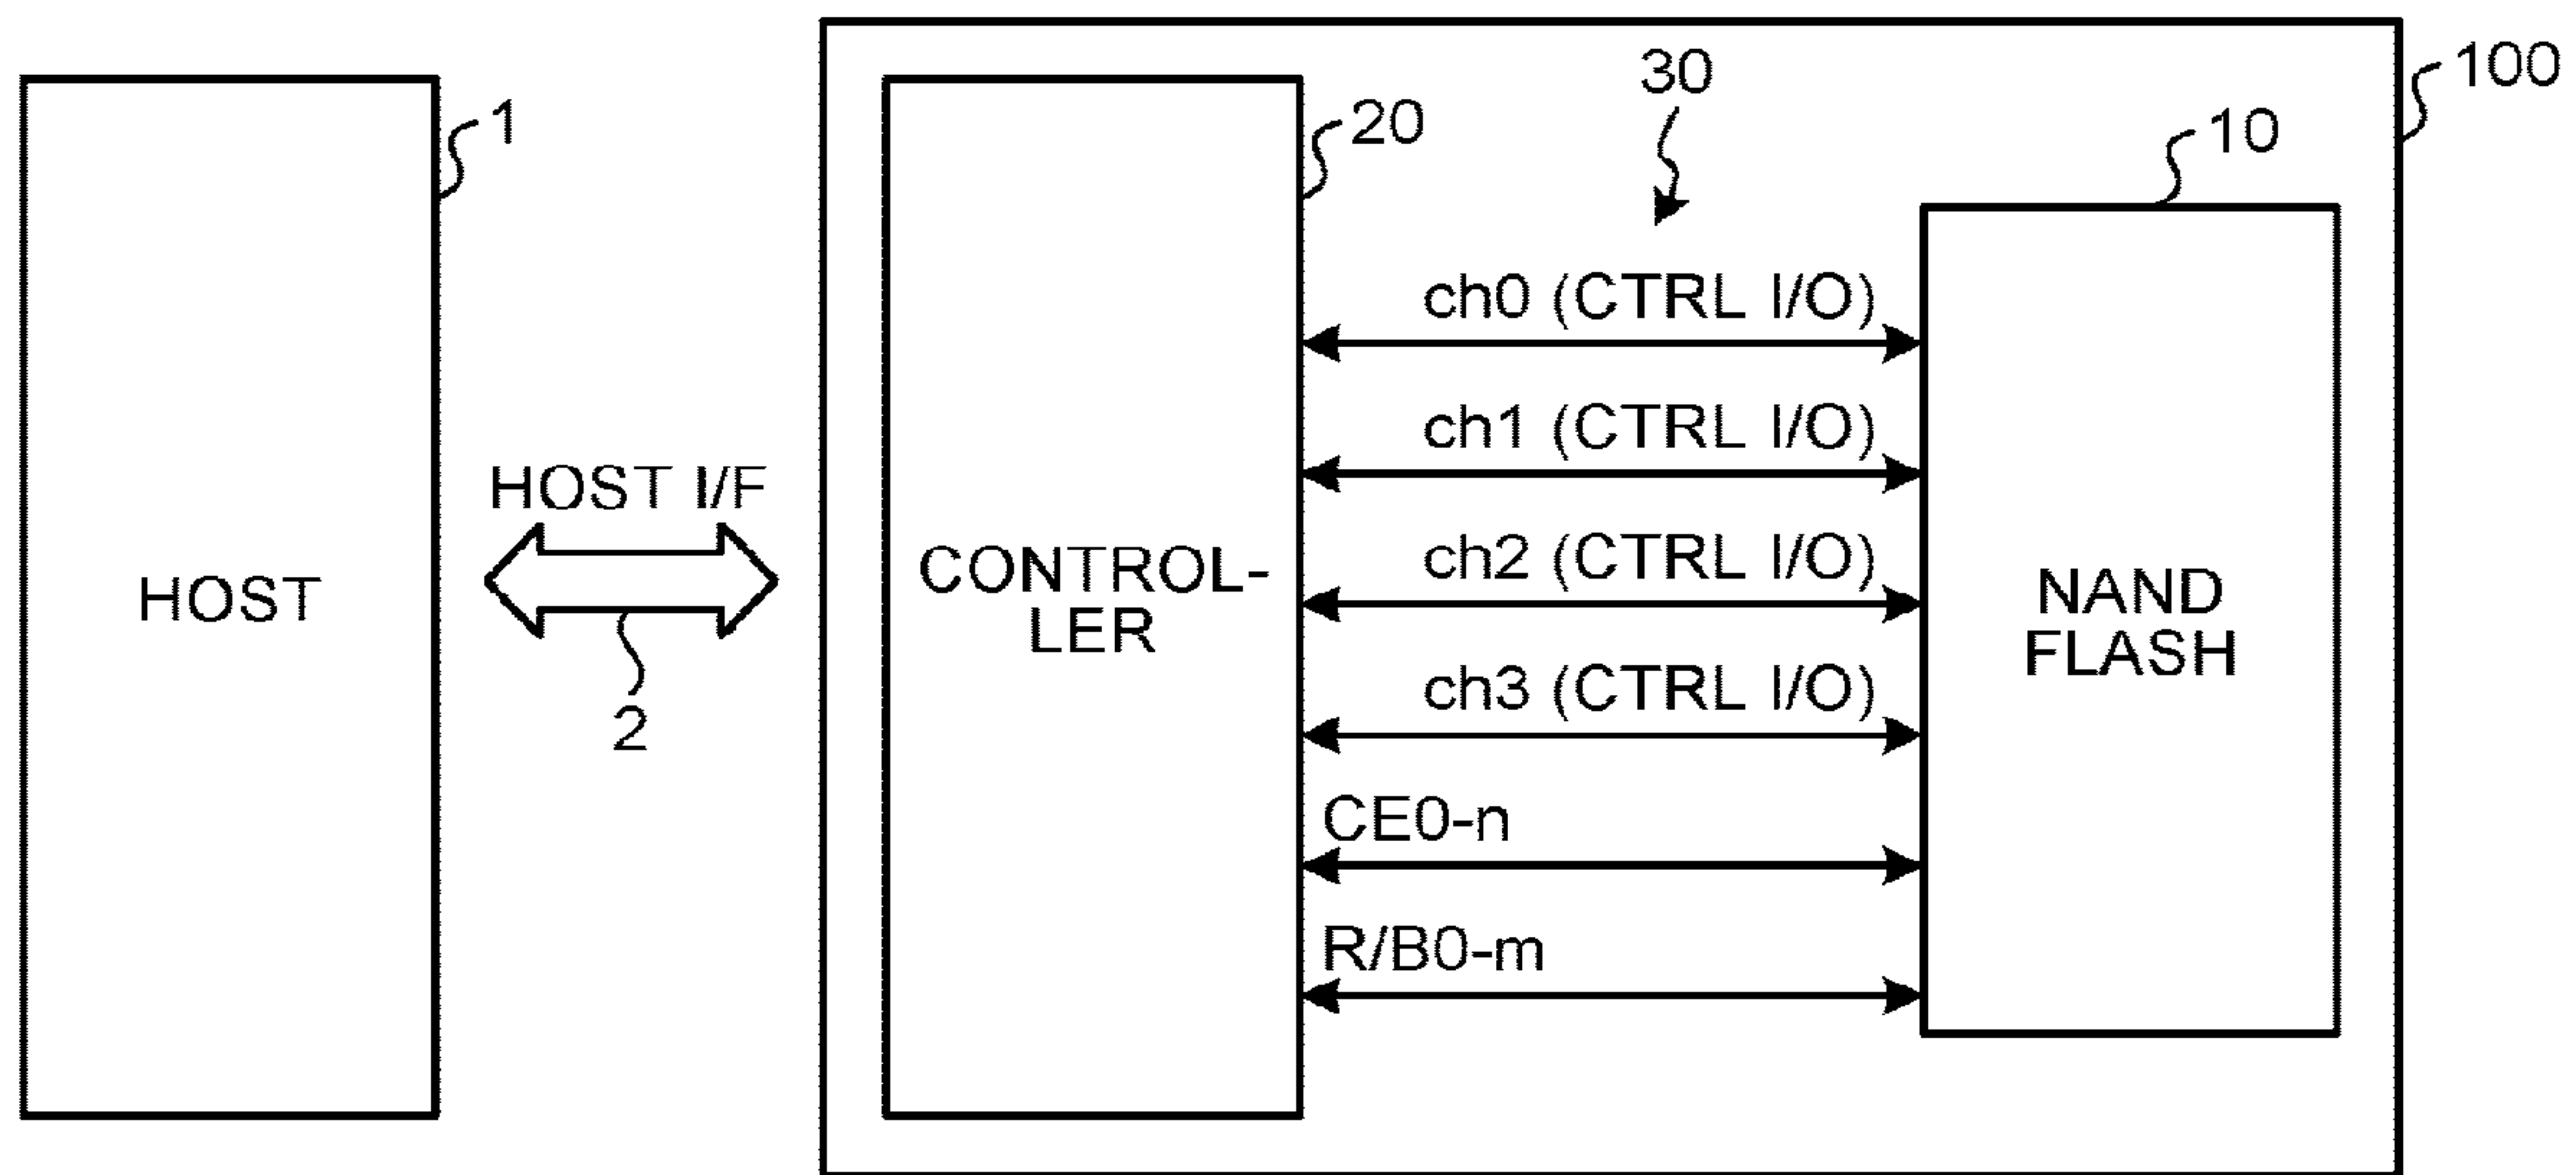 1
HOST
HOST I/F
2
100
20
CONTROL-
LER
30
10
ch0 (CTRL I/O)
ch1 (CTRL I/O)
ch2 (CTRL I/O)
ch3 (CTRL I/O)
CE0-n
R/B0-m
NAND
FLASH